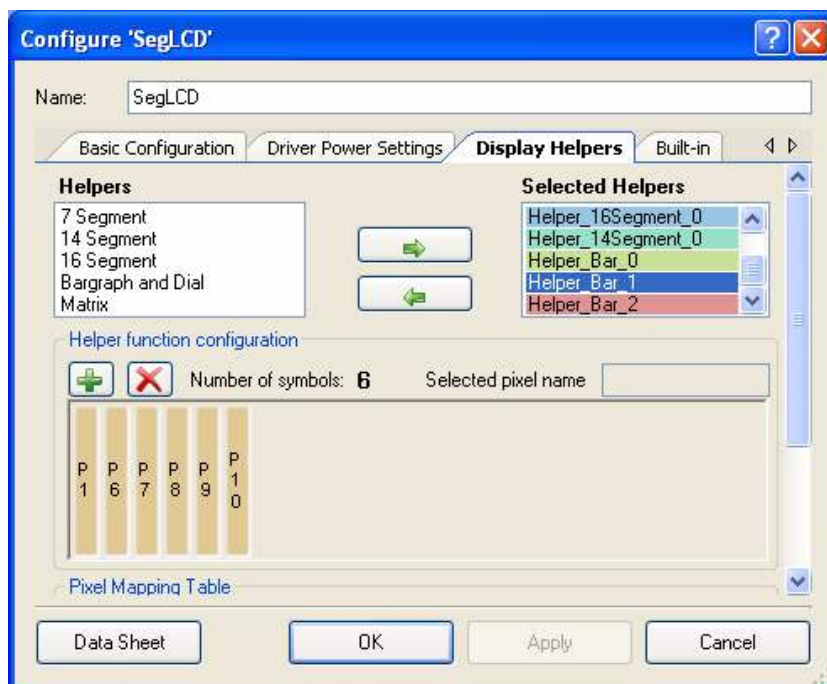 Configure 'SegLCD'
Name: SegLCD
Basic Configuration Driver Power Settings Display Helpers Built-in
Helpers
7 Segment
14 Segment
16 Segment
Bargraph and Dial
Matrix
Selected Helpers
Helper_16Segment_0
Helper_14Segment_0
Helper_Bar_0
Helper_Bar_1
Helper_Bar_2
Helper function configuration
Number of symbols: 6 Selected pixel name
P1 P6 P7 P8 P9 P10
Pixel Mapping Table
Data Sheet OK Apply Cancel